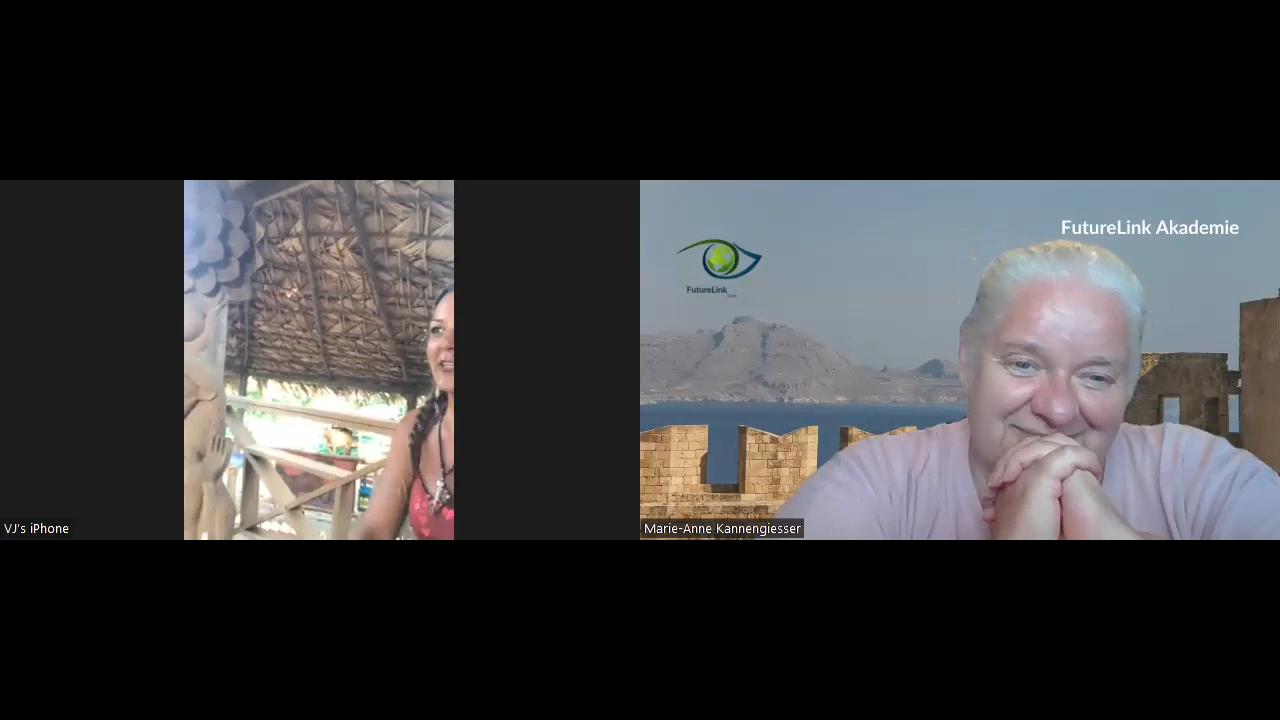 FutureLink Akademie
FutureLink
VJ's iPhone
Marie-Anne Kannengiesser